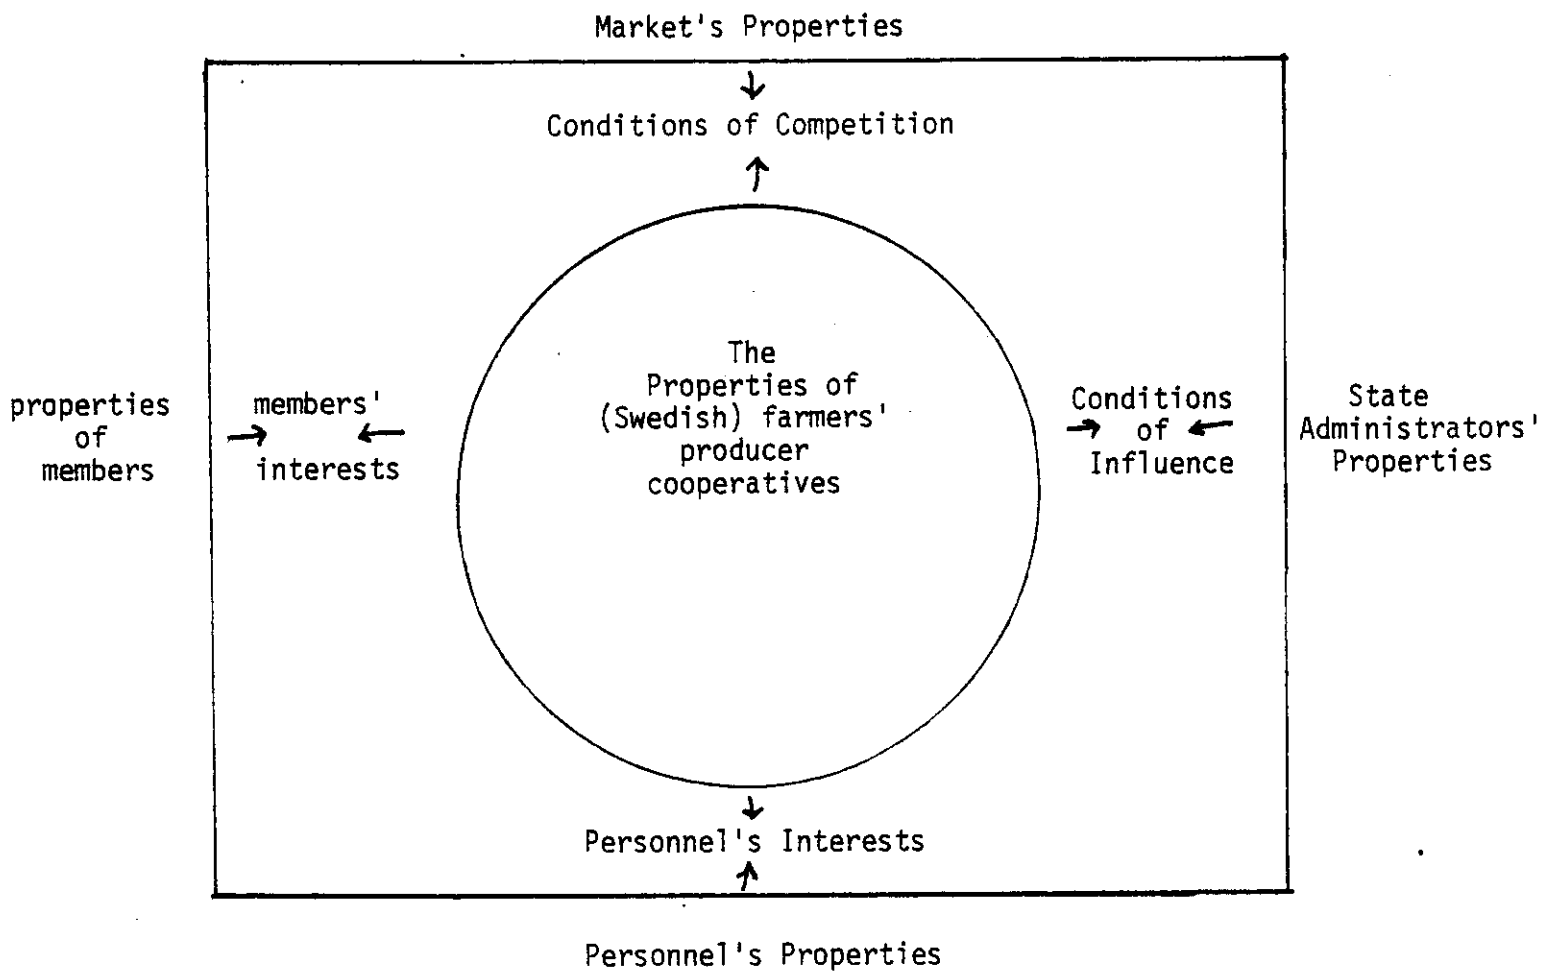 Market's Properties
Conditions of Competition
The
Properties of
(Swedish) farmers'
producer
cooperatives
properties
of
members
members'
interests
Conditions
of
Influence
State
Administrators'
Properties
Personnel's Interests
Personnel's Properties